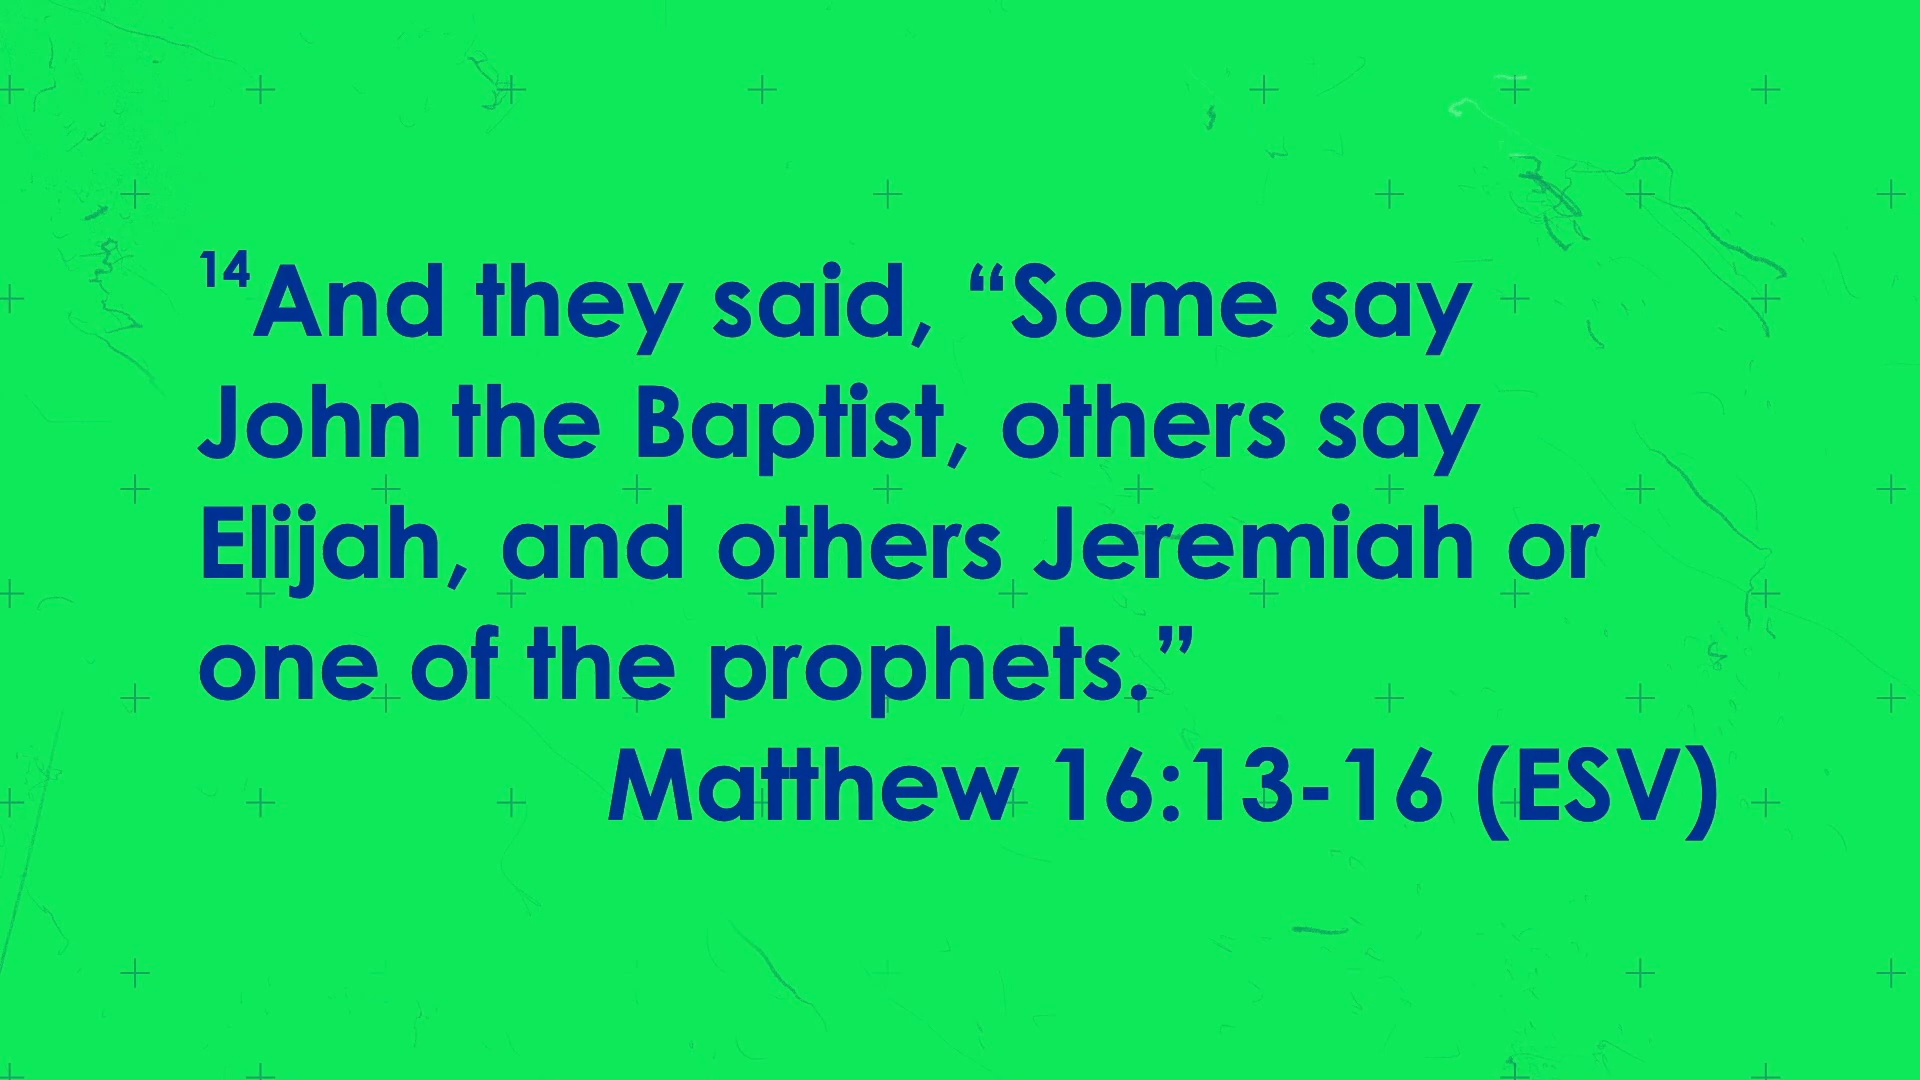 ¹⁴And they said, “Some say
John the Baptist, others say
Elijah, and others Jeremiah or
one of the prophets.”
Matthew 16:13-16 (ESV)